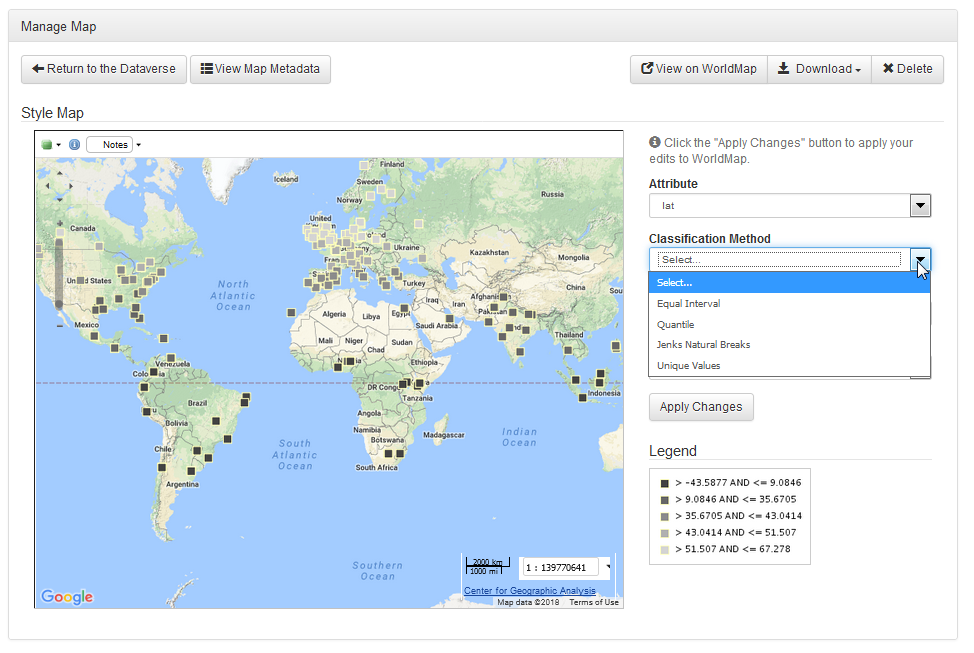 Manage Map
Return to the Dataverse
View Map Metadata
View on WorldMap
Download
Delete
Style Map
Notes
Click the "Apply Changes" button to apply your
edits to WorldMap.
Attribute
lat
Classification Method
Select...
Select...
Equal Interval
Quantile
Jenks Natural Breaks
Unique Values
Apply Changes
Legend
> -43.5877 AND <= 9.0846
> 9.0846 AND <= 35.6705
> 35.6705 AND <= 43.0414
> 43.0414 AND <= 51.507
> 51.507 AND <= 67.278
Finland
Iceland
Sweden
Norway
Russia
Canada
United
Ukraine
Kazakhstan
Mongolia
United States
Turkey
China
North
Atlantic
Ocean
Iraq
Iran
Algeria
Libya
Egypt
Saudi Arabia
Mexico
Mali
Niger
Chad
Sudan
Thailand
Venezuela
Ethiopia
DR Congo
Indonesia
Tanzania
Brazil
Angola
Bolivia
Namibia
Madagascar
Botswana
Indian
Ocean
South
Atlantic
Ocean
Chile
South Africa
Argentina
Southern
Ocean
2000 km
1000 mi
1 : 139770641
Center for Geographic Analysis
Google
Map data ©2018
Terms of Use